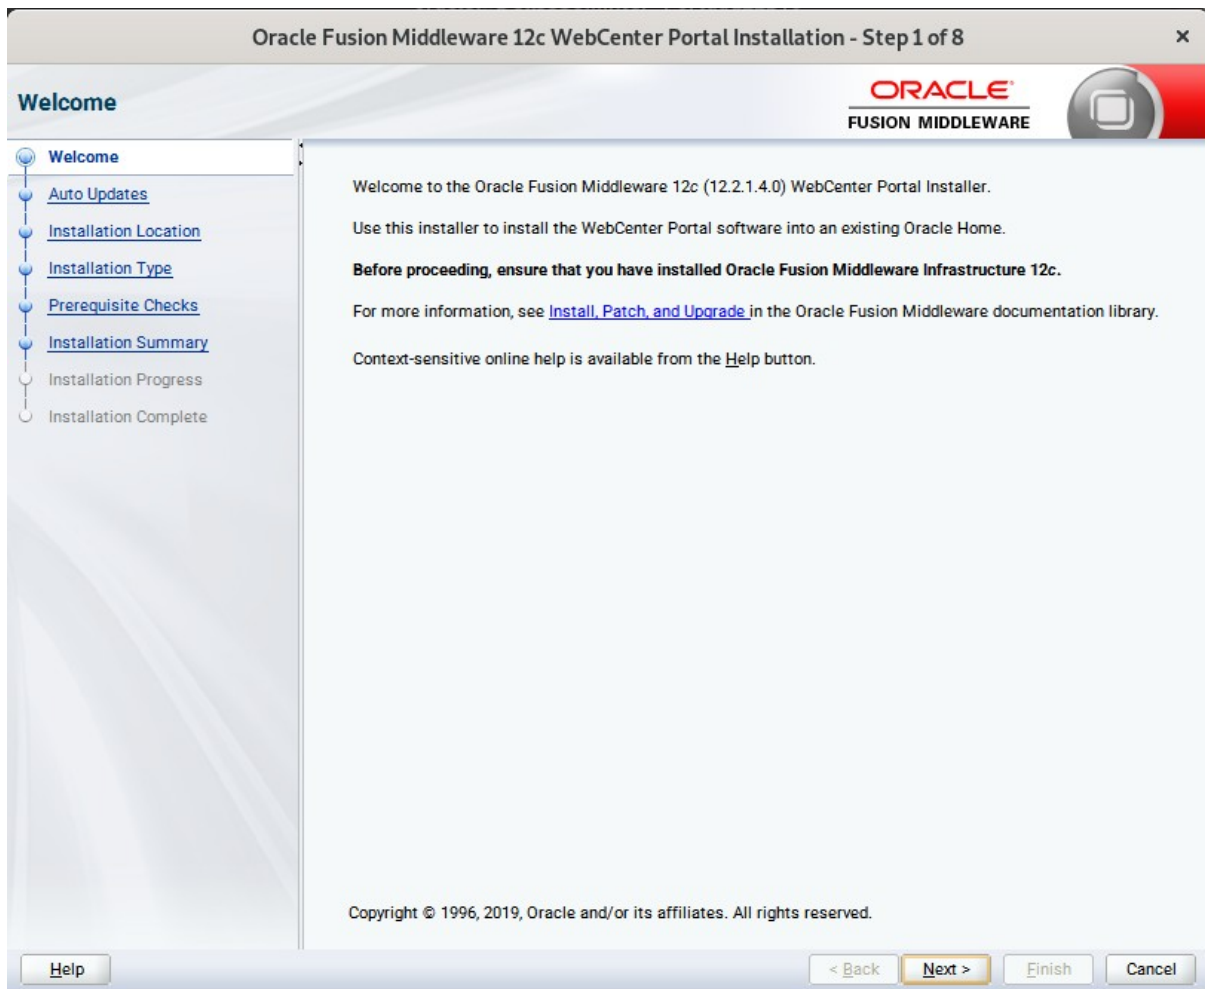 Oracle Fusion Middleware 12c WebCenter Portal Installation - Step 1 of 8
×
Welcome
ORACLE
FUSION MIDDLEWARE
Welcome
Auto Updates
Installation Location
Installation Type
Prerequisite Checks
Installation Summary
Installation Progress
Installation Complete
Welcome to the Oracle Fusion Middleware 12c (12.2.1.4.0) WebCenter Portal Installer.
Use this installer to install the WebCenter Portal software into an existing Oracle Home.
Before proceeding, ensure that you have installed Oracle Fusion Middleware Infrastructure 12c.
For more information, see Install, Patch, and Upgrade in the Oracle Fusion Middleware documentation library.
Context-sensitive online help is available from the Help button.
Copyright © 1996, 2019, Oracle and/or its affiliates. All rights reserved.
Help
< Back
Next >
Finish
Cancel